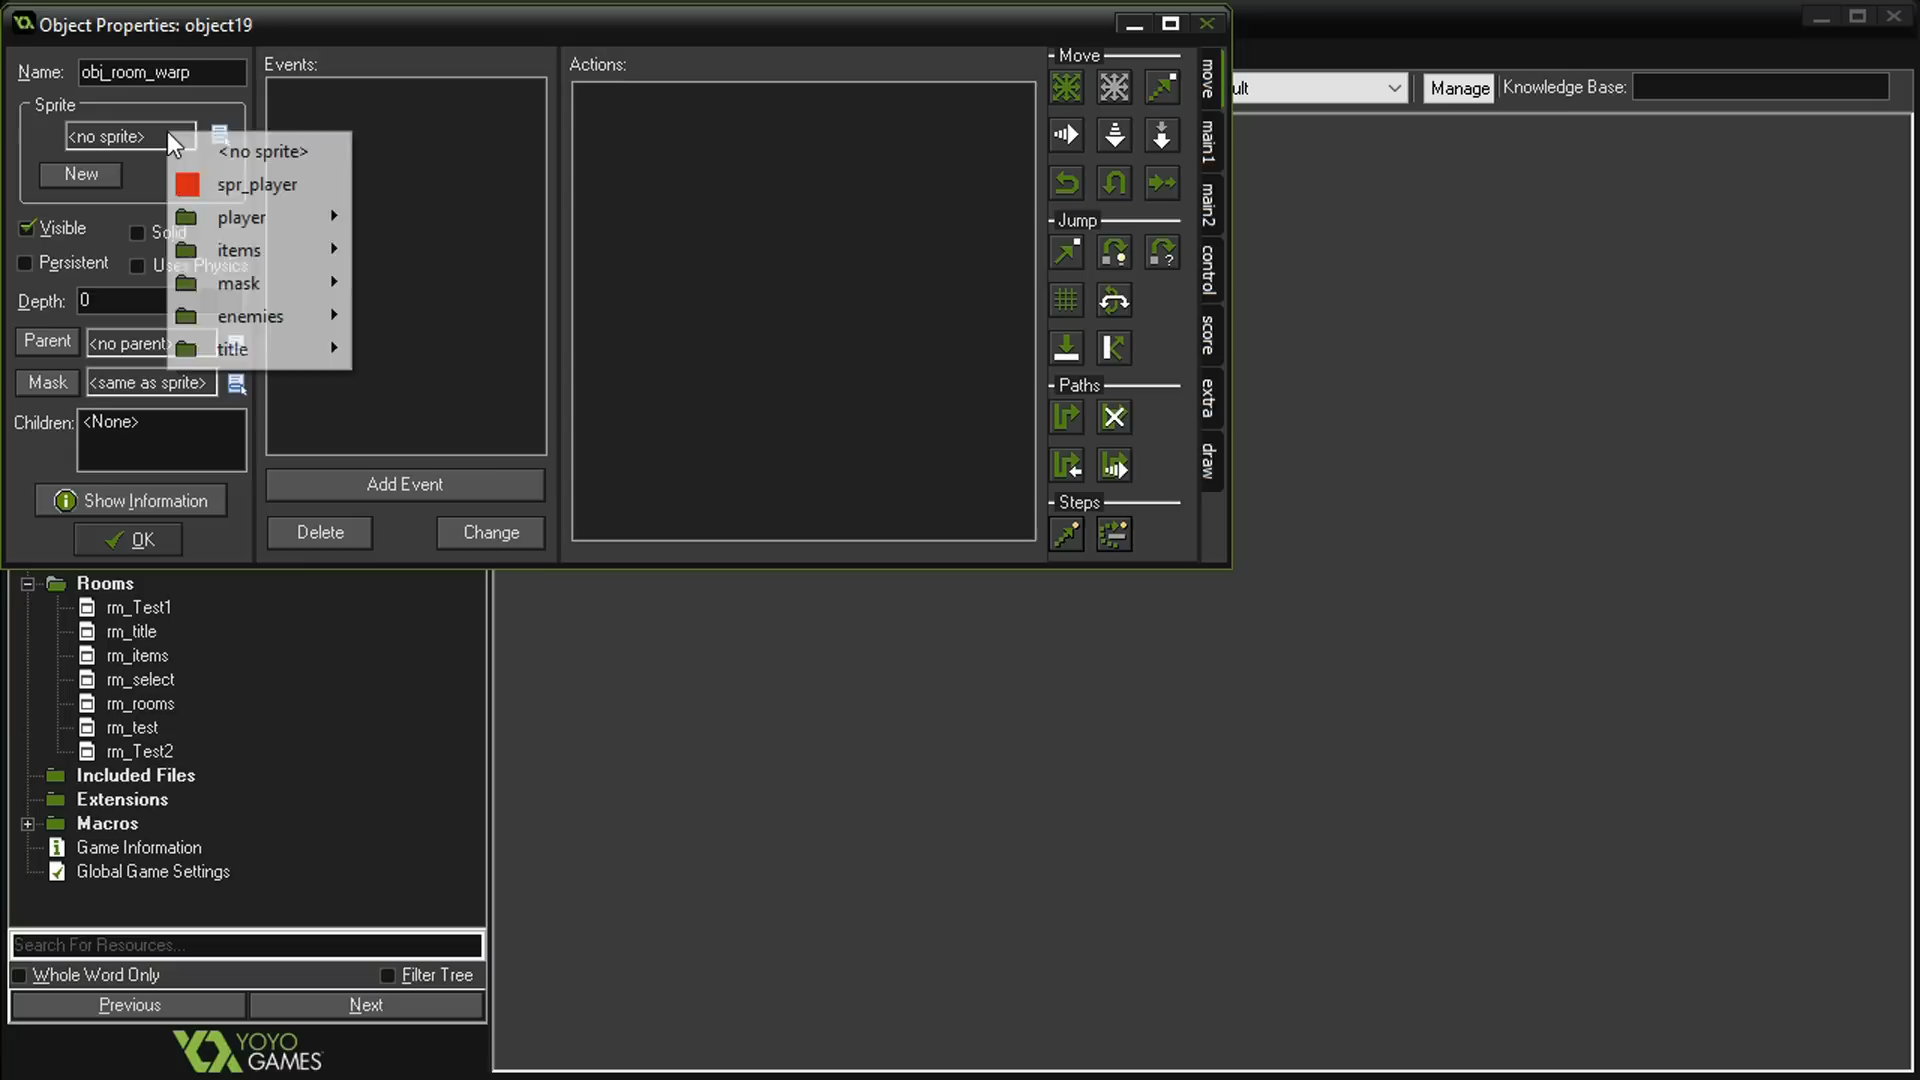 Object Properties: object19
Name: obj_room_warp
Sprite
<no sprite>
New
<no sprite>
spr_player
player
items
mask
enemies
title
Visible
Solid
Persistent
Uses Physics
Depth: 0
Parent <no parent>
Mask <same as sprite>
Children: <None>
Show Information
OK
Events:
Add Event
Delete
Change
Actions:
Move
Jump
Paths
Steps
move
main1
main2
control
score
extra
draw
ult
Manage
Knowledge Base:
Rooms
rm_Test1
rm_title
rm_items
rm_select
rm_rooms
rm_test
rm_Test2
Included Files
Extensions
Macros
Game Information
Global Game Settings
Search For Resources...
Whole Word Only
Filter Tree
Previous
Next
YOYO
GAMES